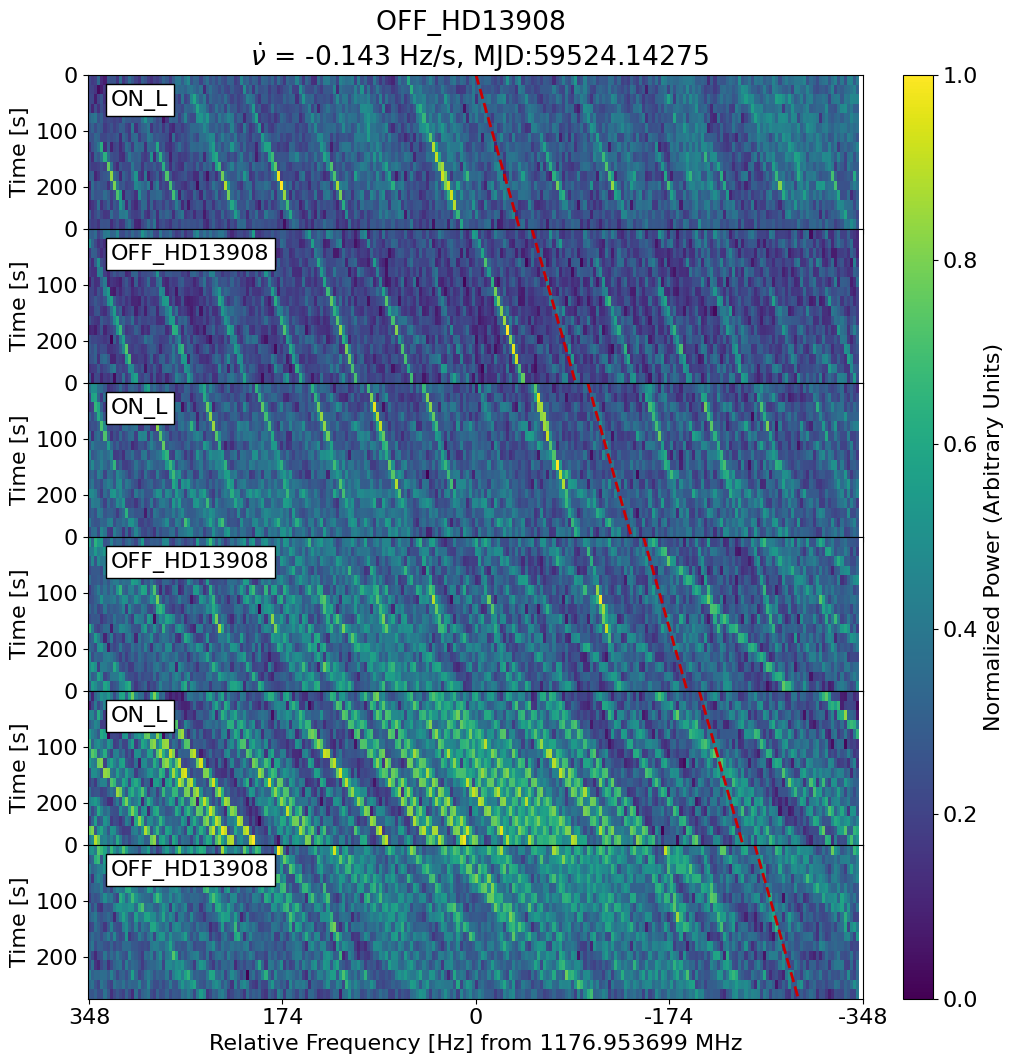 OFF_HD13908
ν̇ = -0.143 Hz/s, MJD:59524.14275
0
ON_L
100
200
Time [s]
0
OFF_HD13908
100
200
Time [s]
0
ON_L
100
200
Time [s]
0
OFF_HD13908
100
200
Time [s]
0
ON_L
100
200
Time [s]
0
OFF_HD13908
100
200
Time [s]
348 174 0 -174 -348
Relative Frequency [Hz] from 1176.953699 MHz
1.0
0.8
0.6
0.4
0.2
0.0
Normalized Power (Arbitrary Units)